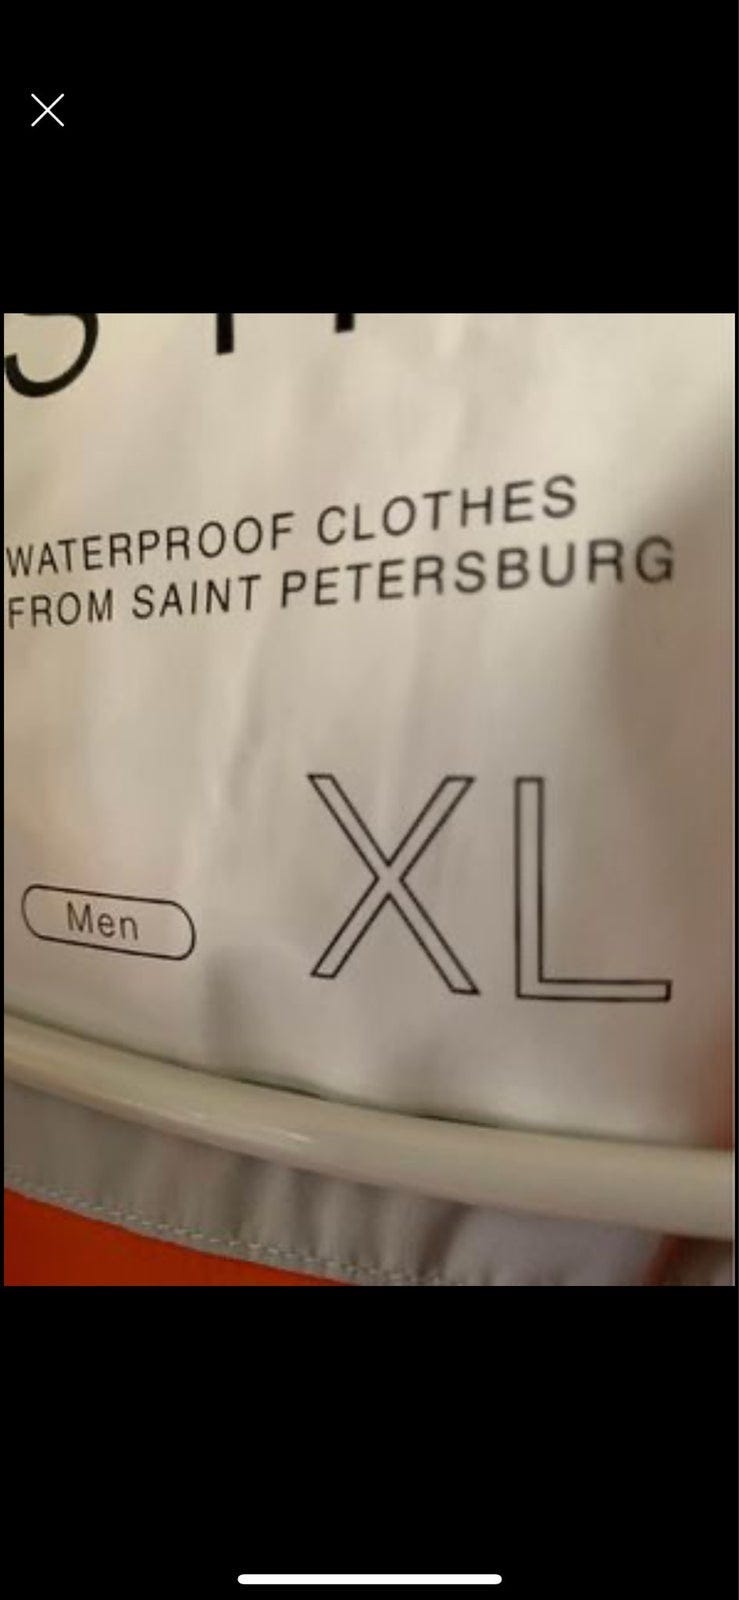 WATERPROOF CLOTHES
FROM SAINT PETERSBURG
Men
XL